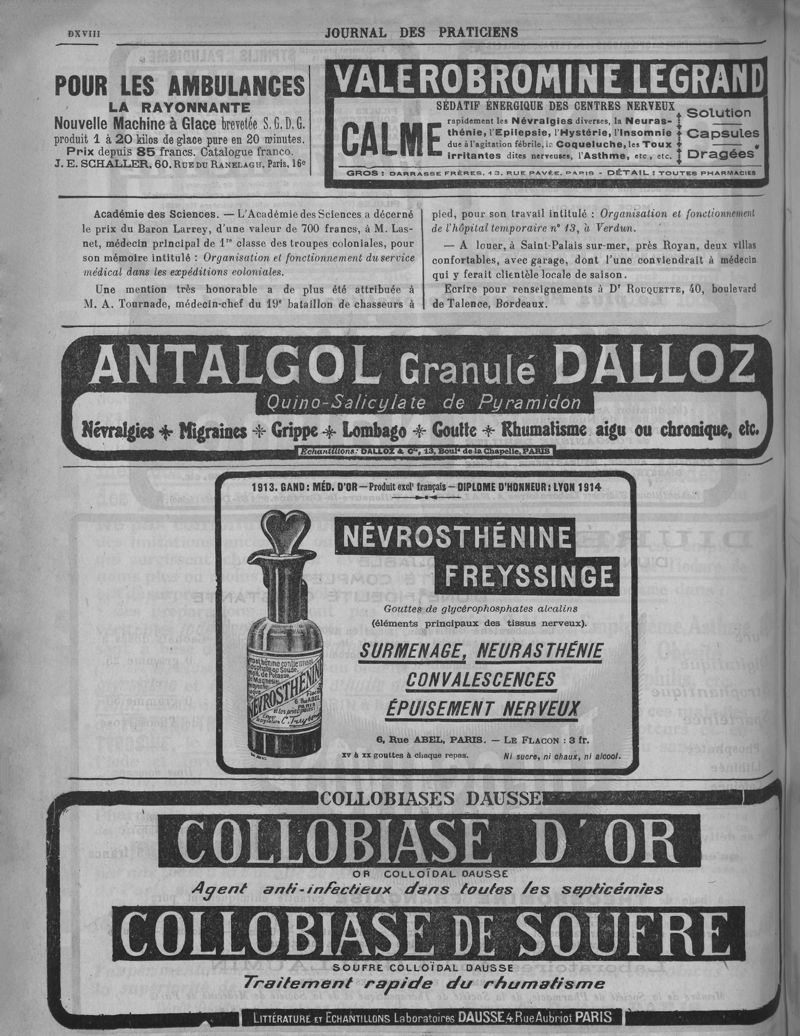 DXVIII
JOURNAL DES PRATICIENS
POUR LES AMBULANCES
LA RAYONNANTE
Nouvelle Machine à Glace brevetée S. G. D. G.
produit 1 à 20 kilos de glace pure en 20 minutes.
Prix depuis 85 francs. Catalogue franco.
J. E. SCHALLER, 60, RUE DU RANELAGH, Paris, 16e
VALEROBROMINE LEGRAND
SÉDATIF ÉNERGIQUE DES CENTRES NERVEUX
CALME
rapidement les Névralgies diverses, la Neuras-
thénie, l'Epilepsie, l'Hystérie, l'Insomnie
due à l'agitation fébrile, la Coqueluche, les Toux
irritantes dites nerveuses, l'Asthme, etc., etc.
Solution
Capsules
Dragées
GROS : DARRASSE FRÈRES, 13, RUE PAVÉE, PARIS - DÉTAIL : TOUTES PHARMACIES
Académie des Sciences. — L'Académie des Sciences a décerné
le prix du Baron Larrey, d'une valeur de 700 francs, à M. Las-
net, médecin principal de 1re classe des troupes coloniales, pour
son mémoire intitulé : Organisation et fonctionnement du service
médical dans les expéditions coloniales.
Une mention très honorable a de plus été attribuée à
M. A. Tournade, médecin-chef du 19e bataillon de chasseurs à
pied, pour son travail intitulé : Organisation et fonctionnement
de l'hôpital temporaire n° 13, à Verdun.
— A louer, à Saint-Palais sur-mer, près Royan, deux villas
confortables, avec garage, dont l'une conviendrait à médecin
qui y ferait clientèle locale de saison.
Ecrire pour renseignements à Dr ROUQUETTE, 40, boulevard
de Talence, Bordeaux.
ANTALGOL Granulé DALLOZ
Quino-Salicylate de Pyramidon
Névralgies * Migraines * Grippe * Lombago * Goutte * Rhumatisme aigu ou chronique, etc.
Echantillons: DALLOZ & Cie, 13, Bould de la Chapelle, PARIS
1913. GAND: MÉD. D'OR — Produit exclt français — DIPLOME D'HONNEUR: LYON 1914
NÉVROSTHÉNINE
FREYSSINGE
Gouttes de glycérophosphates alcalins
(éléments principaux des tissus nerveux).
SURMENAGE, NEURASTHÉNIE
CONVALESCENCES
ÉPUISEMENT NERVEUX
NÉVROSTHÉNINE
6, RUE ABEL, PARIS. — LE FLACON : 3 fr.
XV à XX gouttes à chaque repas.
Ni sucre, ni chaux, ni alcool.
COLLOBIASES DAUSSE
COLLOBIASE D'OR
OR COLLOÏDAL DAUSSE
Agent anti-infectieux dans toutes les septicémies
COLLOBIASE DE SOUFRE
SOUFRE COLLOÏDAL DAUSSE
Traitement rapide du rhumatisme
LITTÉRATURE ET ECHANTILLONS Laboratoires DAUSSE, 4, Rue Aubriot PARIS